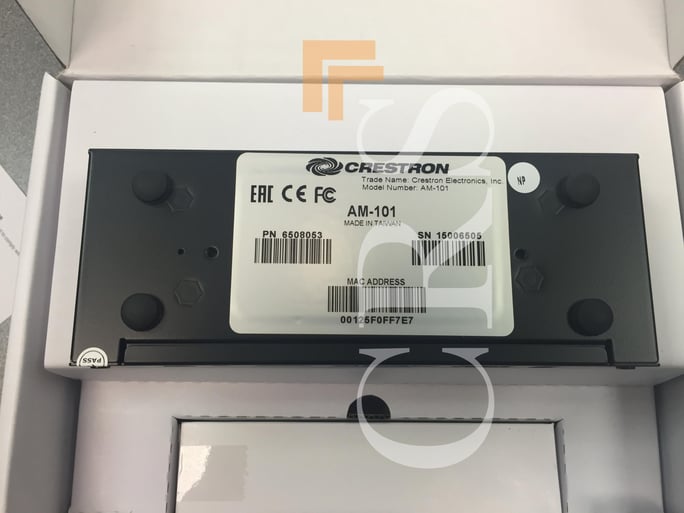 CRESTRON
Trade Name: Crestron Electronics, Inc.
Model Number: AM-101
EAC CE FC
NP
AM-101
MADE IN TAIWAN
PN 6508053
SN 15006505
MAC ADDRESS
00125F0FF7E7
PASS
CRS